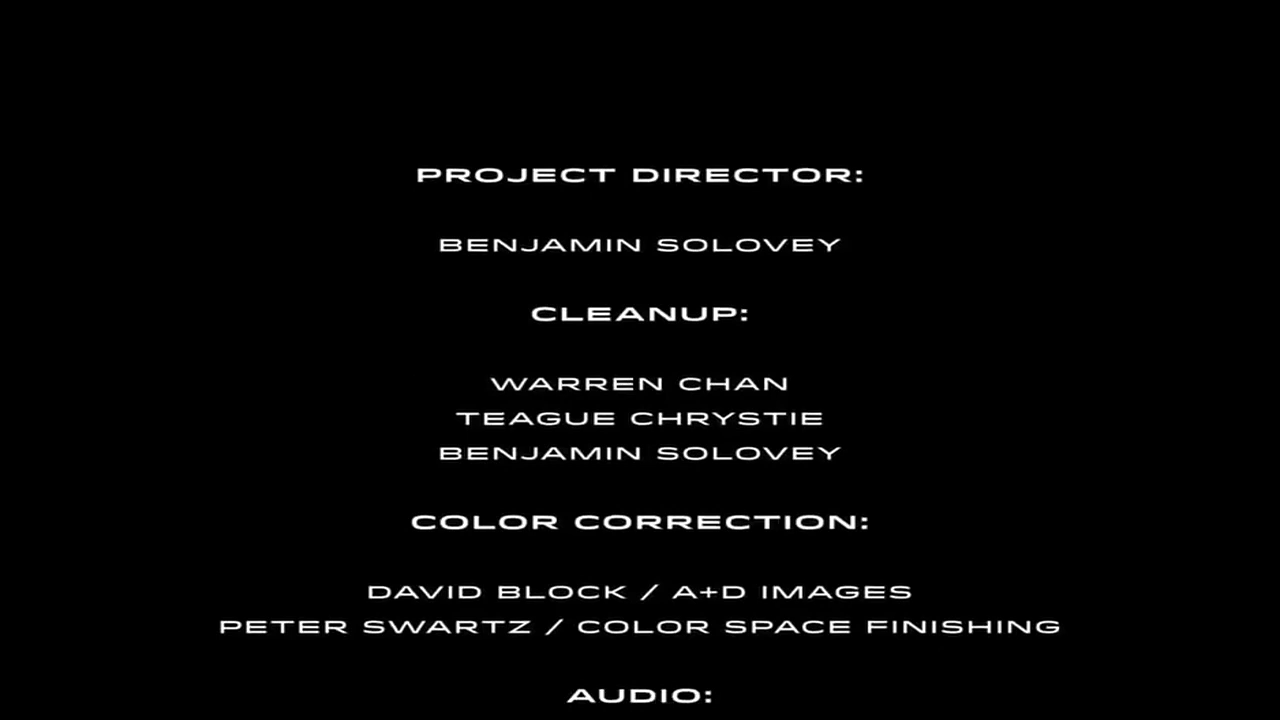 PROJECT DIRECTOR:
BENJAMIN SOLOVEY
CLEANUP:
WARREN CHAN
TEAGUE CHRYSTIE
BENJAMIN SOLOVEY
COLOR CORRECTION:
DAVID BLOCK / A+D IMAGES
PETER SWARTZ / COLOR SPACE FINISHING
AUDIO: